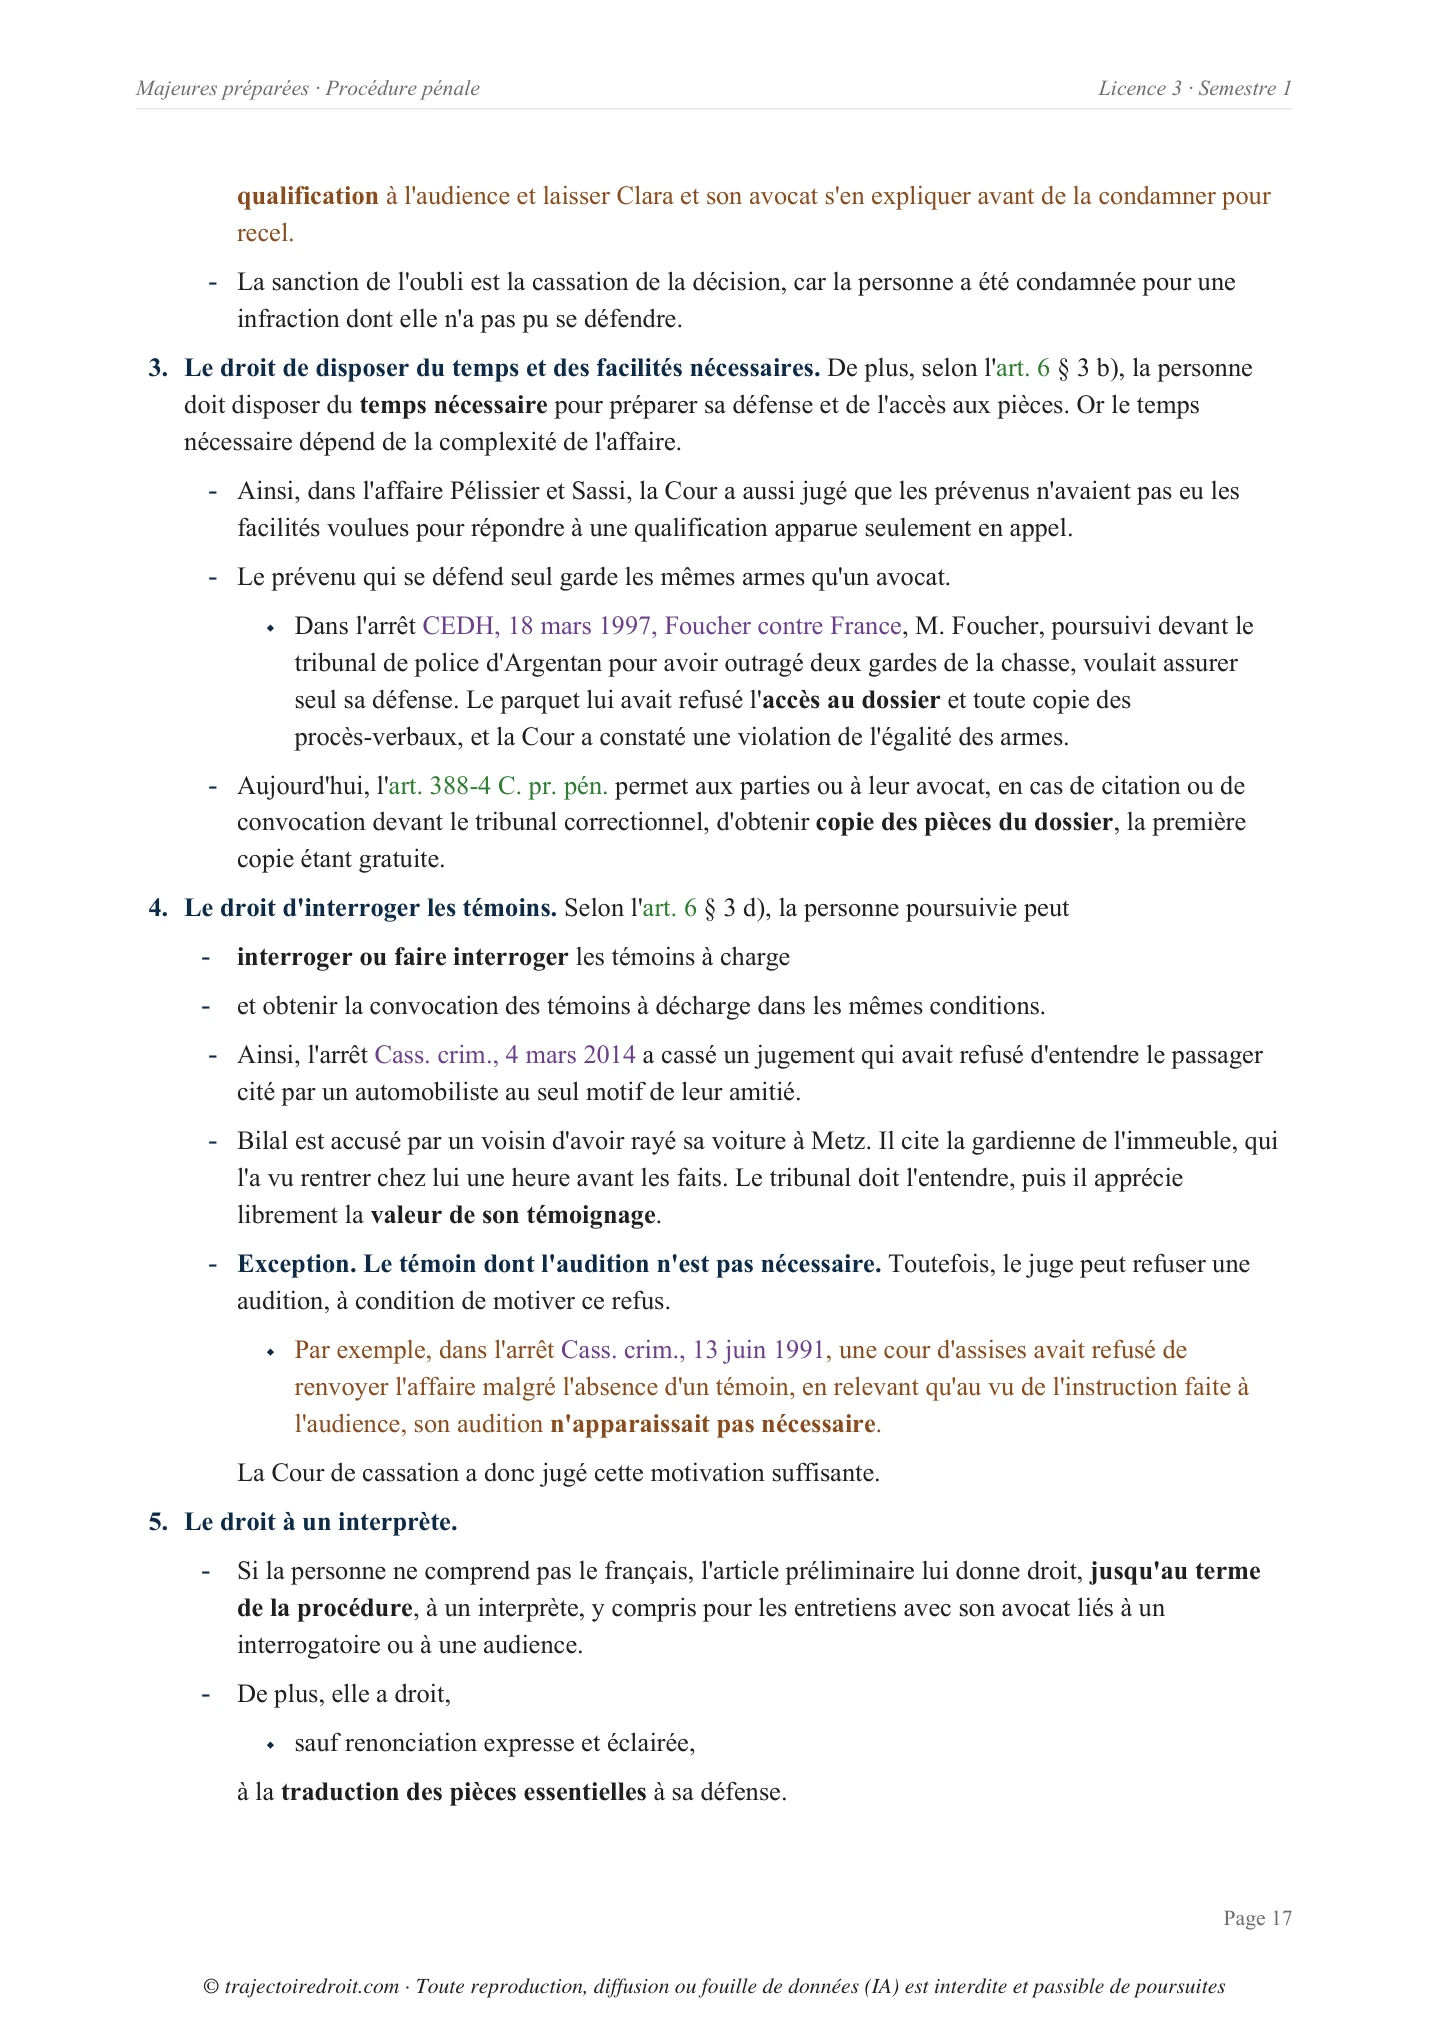 Majeures préparées · Procédure pénale
Licence 3 · Semestre 1
qualification à l'audience et laisser Clara et son avocat s'en expliquer avant de la condamner pour
recel.
- La sanction de l'oubli est la cassation de la décision, car la personne a été condamnée pour une
infraction dont elle n'a pas pu se défendre.
3. Le droit de disposer du temps et des facilités nécessaires. De plus, selon l'art. 6 § 3 b), la personne
doit disposer du temps nécessaire pour préparer sa défense et de l'accès aux pièces. Or le temps
nécessaire dépend de la complexité de l'affaire.
- Ainsi, dans l'affaire Pélissier et Sassi, la Cour a aussi jugé que les prévenus n'avaient pas eu les
facilités voulues pour répondre à une qualification apparue seulement en appel.
- Le prévenu qui se défend seul garde les mêmes armes qu'un avocat.
⬩ Dans l'arrêt CEDH, 18 mars 1997, Foucher contre France, M. Foucher, poursuivi devant le
tribunal de police d'Argentan pour avoir outragé deux gardes de la chasse, voulait assurer
seul sa défense. Le parquet lui avait refusé l'accès au dossier et toute copie des
procès-verbaux, et la Cour a constaté une violation de l'égalité des armes.
- Aujourd'hui, l'art. 388-4 C. pr. pén. permet aux parties ou à leur avocat, en cas de citation ou de
convocation devant le tribunal correctionnel, d'obtenir copie des pièces du dossier, la première
copie étant gratuite.
4. Le droit d'interroger les témoins. Selon l'art. 6 § 3 d), la personne poursuivie peut
- interroger ou faire interroger les témoins à charge
- et obtenir la convocation des témoins à décharge dans les mêmes conditions.
- Ainsi, l'arrêt Cass. crim., 4 mars 2014 a cassé un jugement qui avait refusé d'entendre le passager
cité par un automobiliste au seul motif de leur amitié.
- Bilal est accusé par un voisin d'avoir rayé sa voiture à Metz. Il cite la gardienne de l'immeuble, qui
l'a vu rentrer chez lui une heure avant les faits. Le tribunal doit l'entendre, puis il apprécie
librement la valeur de son témoignage.
- Exception. Le témoin dont l'audition n'est pas nécessaire. Toutefois, le juge peut refuser une
audition, à condition de motiver ce refus.
⬩ Par exemple, dans l'arrêt Cass. crim., 13 juin 1991, une cour d'assises avait refusé de
renvoyer l'affaire malgré l'absence d'un témoin, en relevant qu'au vu de l'instruction faite à
l'audience, son audition n'apparaissait pas nécessaire.
La Cour de cassation a donc jugé cette motivation suffisante.
5. Le droit à un interprète.
- Si la personne ne comprend pas le français, l'article préliminaire lui donne droit, jusqu'au terme
de la procédure, à un interprète, y compris pour les entretiens avec son avocat liés à un
interrogatoire ou à une audience.
- De plus, elle a droit,
⬩ sauf renonciation expresse et éclairée,
à la traduction des pièces essentielles à sa défense.
Page 17
© trajectoiredroit.com · Toute reproduction, diffusion ou fouille de données (IA) est interdite et passible de poursuites